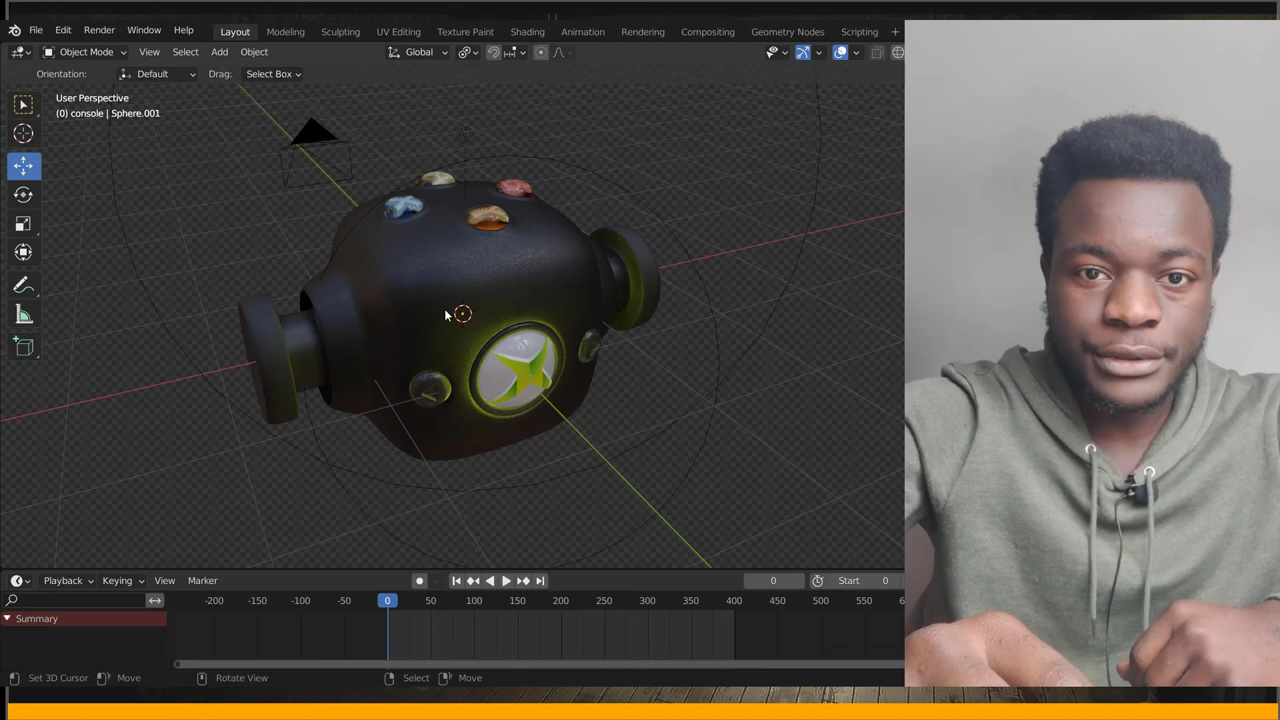 File Edit Render Window Help Layout Modeling Sculpting UV Editing Texture Paint Shading Animation Rendering Compositing Geometry Nodes Scripting +
Object Mode View Select Add Object Global
Orientation: Default Drag: Select Box
User Perspective
(0) console | Sphere.001
Playback Keying View Marker 0 Start 0
-200 -150 -100 -50 0 50 100 150 200 250 300 350 400 450 500 550 6
Summary
Set 3D Cursor Move Rotate View Select Move